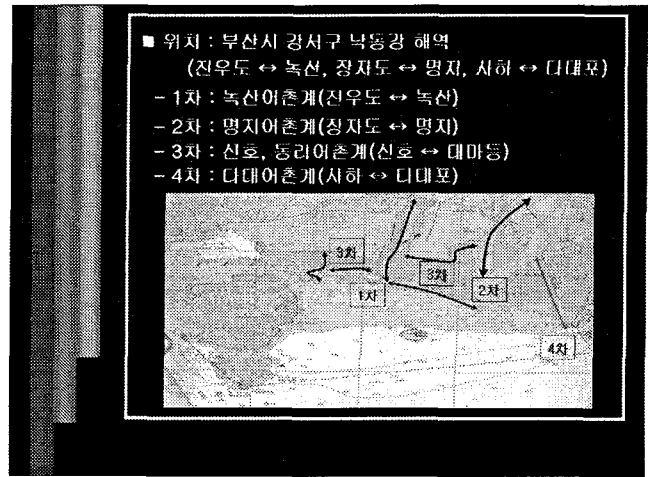 ■ 위치 : 부산시 강서구 낙동강 해역
(진우도 ↔ 녹산, 장자도 ↔ 명지, 사하 ↔ 다대포)
- 1차 : 녹산어촌계(진우도 ↔ 녹산)
- 2차 : 명지어촌계(장자도 ↔ 명지)
- 3차 : 신호, 동리어촌계(신호 ↔ 대마등)
- 4차 : 다대어촌계(사하 ↔ 다대포)
3차
3차
1차
2차
4차